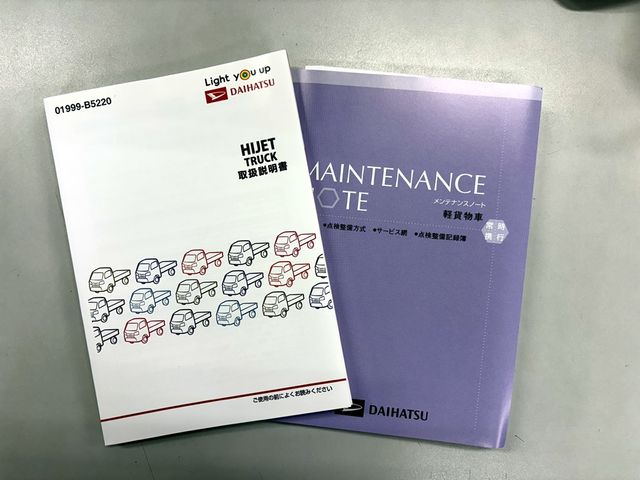 Light you up
DAIHATSU
01999-B5220
HIJET
TRUCK
取扱説明書
ご使用の前によくお読みください
MAINTENANCE
NOTE
メンテナンスノート
軽貨物車
常時
携行
●点検整備方式 ●サービス網 ●点検整備記録簿
DAIHATSU